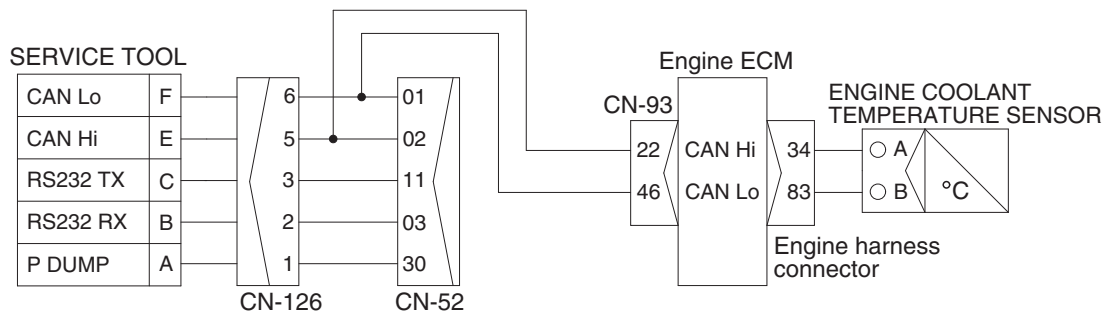 SERVICE TOOL
CAN Lo F 6 01
CAN Hi E 5 02
RS232 TX C 3 11
RS232 RX B 2 03
P DUMP A 1 30
CN-126 CN-52
Engine ECM
CN-93
22 CAN Hi 34
46 CAN Lo 83
ENGINE COOLANT
TEMPERATURE SENSOR
A
B °C
Engine harness
connector